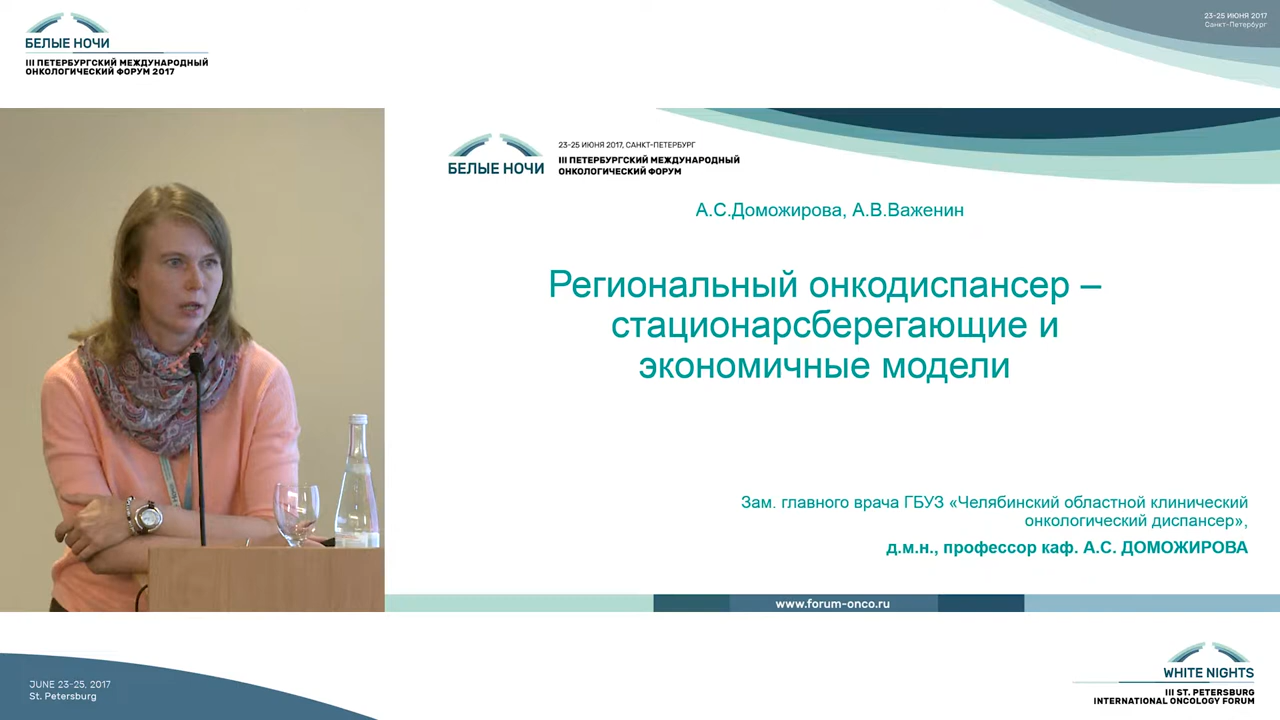 БЕЛЫЕ НОЧИ
III ПЕТЕРБУРГСКИЙ МЕЖДУНАРОДНЫЙ
ОНКОЛОГИЧЕСКИЙ ФОРУМ 2017
23-25 ИЮНЯ 2017
Санкт-Петербург
БЕЛЫЕ НОЧИ
23-25 ИЮНЯ 2017, САНКТ-ПЕТЕРБУРГ
III ПЕТЕРБУРГСКИЙ МЕЖДУНАРОДНЫЙ
ОНКОЛОГИЧЕСКИЙ ФОРУМ
А.С.Доможирова, А.В.Важенин
Региональный онкодиспансер –
стационарсберегающие и
экономичные модели
Зам. главного врача ГБУЗ «Челябинский областной клинический
онкологический диспансер»,
д.м.н., профессор каф. А.С. ДОМОЖИРОВА
www.forum-onco.ru
JUNE 23-25, 2017
St. Petersburg
WHITE NIGHTS
III ST. PETERSBURG
INTERNATIONAL ONCOLOGY FORUM